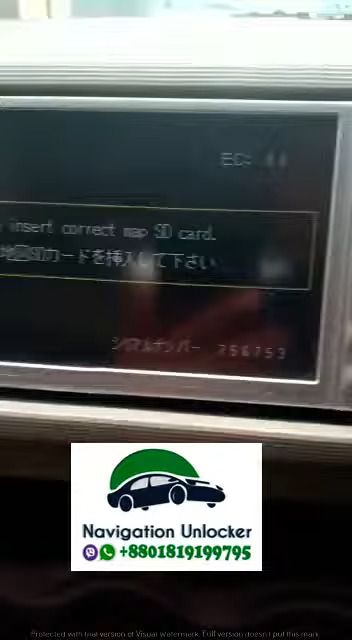 insert correct map SD card.
地図SDカードを挿入して下さい
シリアルナンバー 256753
Navigation Unlocker
+8801819199795
Protected with trial version of Visual Watermark. Full version doesn't put this mark.